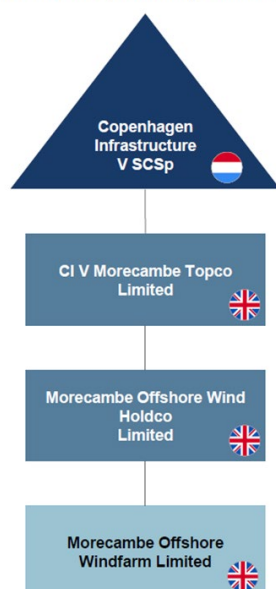 Copenhagen
Infrastructure
V SCSp
CI V Morecambe Topco
Limited
Morecambe Offshore Wind
Holdco
Limited
Morecambe Offshore
Windfarm Limited